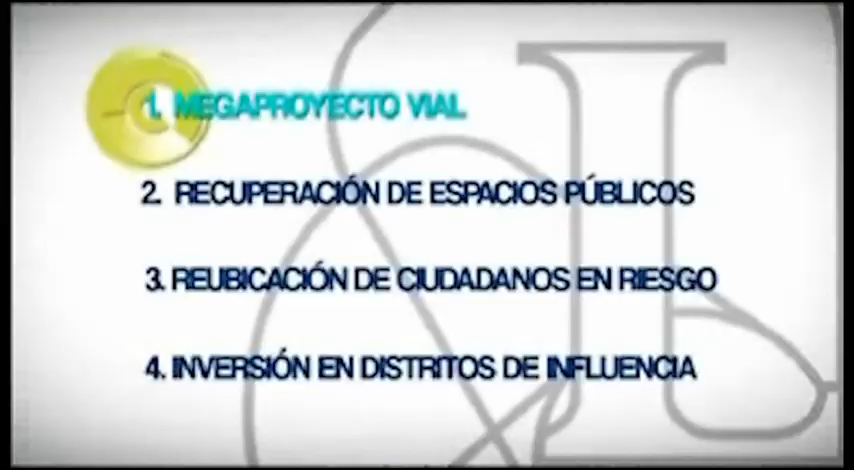 1. MEGAPROYECTO VIAL
2. RECUPERACIÓN DE ESPACIOS PÚBLICOS
3. REUBICACIÓN DE CIUDADANOS EN RIESGO
4. INVERSIÓN EN DISTRITOS DE INFLUENCIA